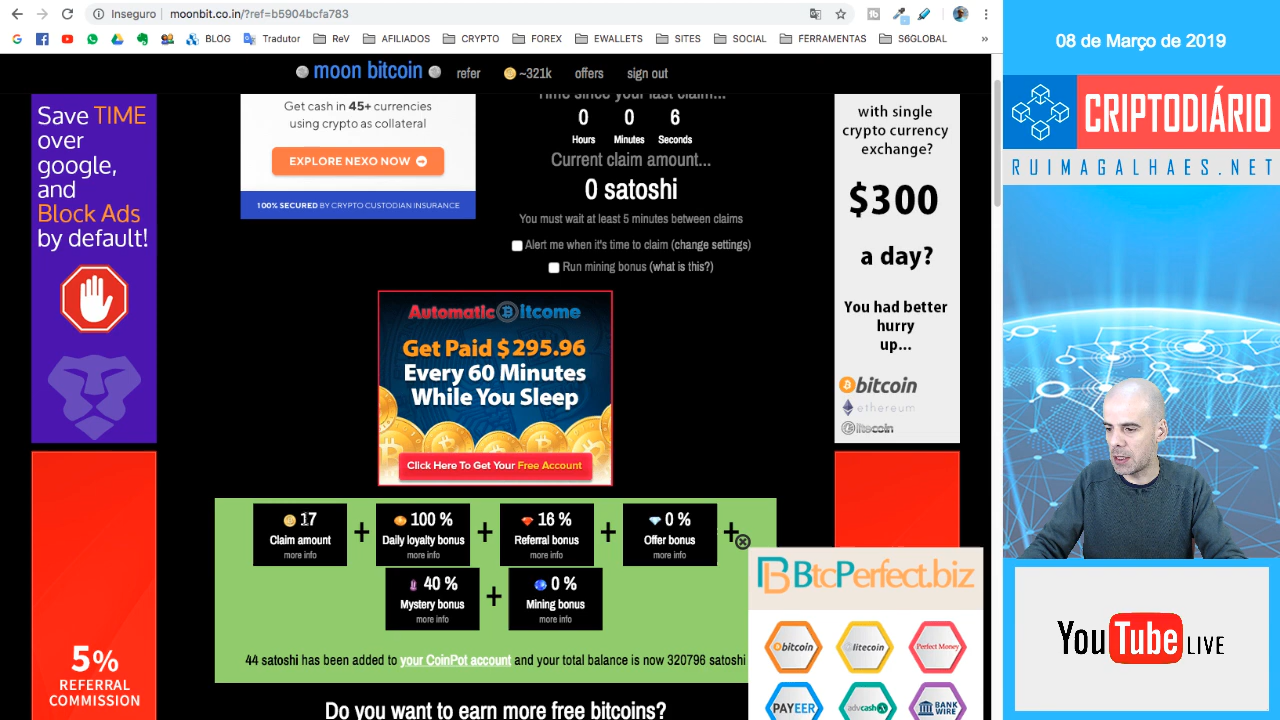 Inseguro
moonbit.co.in/?ref=b5904bcfa783
BLOG
Tradutor
ReV
AFILIADOS
CRYPTO
FOREX
EWALLETS
SITES
SOCIAL
FERRAMENTAS
S6GLOBAL
»
moon bitcoin
refer
~321k
offers
sign out
Save TIME
over
google,
and
Block Ads
by default!
5%
REFERRAL
COMMISSION
Get cash in 45+ currencies
using crypto as collateral
EXPLORE NEXO NOW
100% SECURED BY CRYPTO CUSTODIAN INSURANCE
Time since your last claim...
0 0 6
Hours Minutes Seconds
Current claim amount...
0 satoshi
You must wait at least 5 minutes between claims
Alert me when it's time to claim (change settings)
Run mining bonus (what is this?)
Automatic Bitcome
Get Paid $295.96
Every 60 Minutes
While You Sleep
Click Here To Get Your Free Account
17 + 100 % + 16 % + 0 % +
Claim amount Daily loyalty bonus Referral bonus Offer bonus
more info more info more info more info
40 % + 0 %
Mystery bonus Mining bonus
more info more info
44 satoshi has been added to your CoinPot account and your total balance is now 320796 satoshi
Do you want to earn more free bitcoins?
with single
crypto currency
exchange?
$300
a day?
You had better
hurry
up...
bitcoin
ethereum
litecoin
BtcPerfect.biz
bitcoin
litecoin
Perfect Money
PAYEER
advcash
BANK
WIRE
08 de Março de 2019
CRIPTODIÁRIO
RUIMAGALHAES.NET
YouTube LIVE